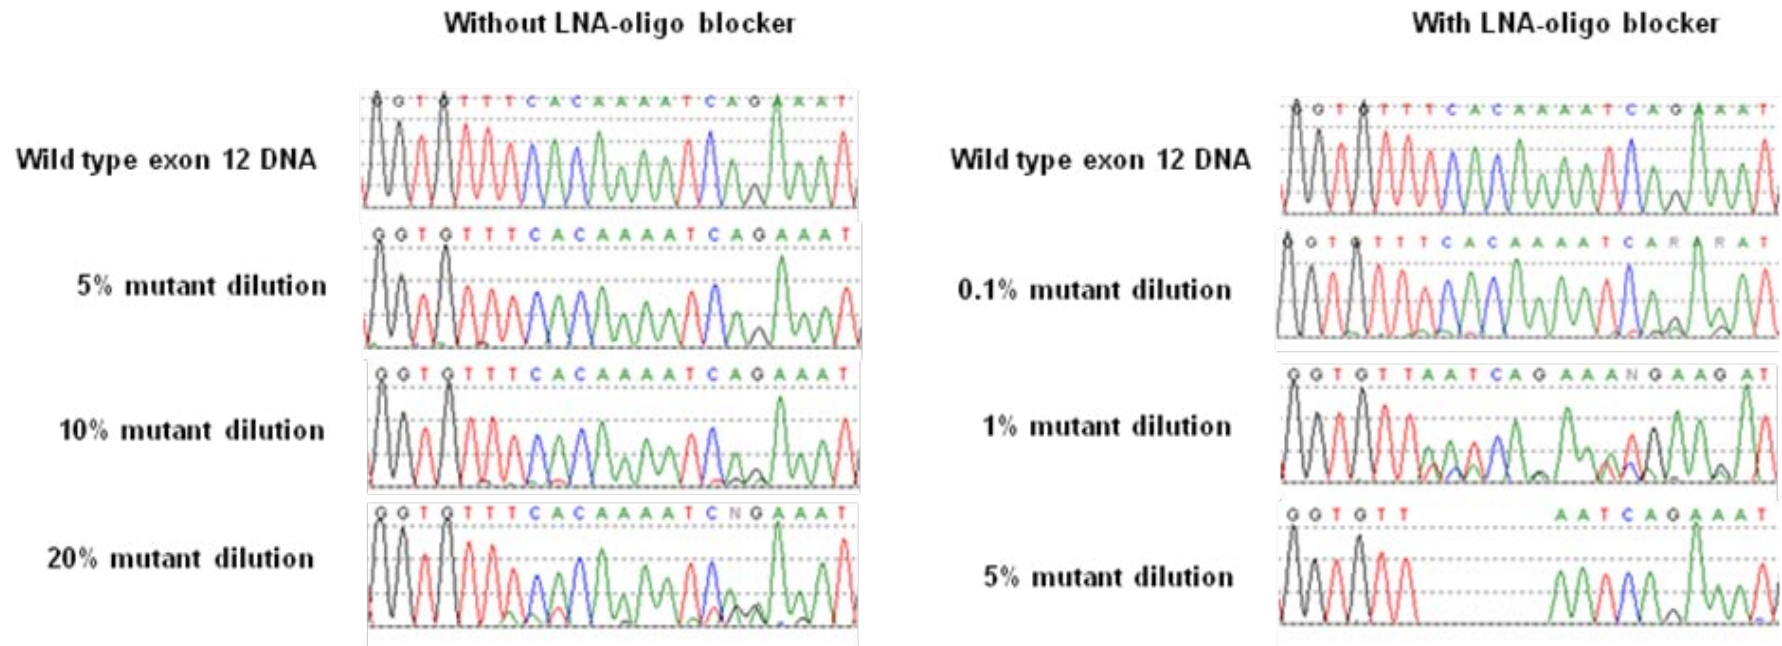 Without LNA-oligo blocker
With LNA-oligo blocker
Wild type exon 12 DNA
G G T G T T T C A C A A A A T C A G A A A T
5% mutant dilution
G G T G T T T C A C A A A A T C A G A A A T
10% mutant dilution
G G T G T T T C A C A A A A T C A G A A A T
20% mutant dilution
G G T G T T T C A C A A A A T C N G A A A T
Wild type exon 12 DNA
G G T G T T T C A C A A A A T C A G A A A T
0.1% mutant dilution
G G T G T T T C A C A A A A T C A R A R A T
1% mutant dilution
G G T G T T A A T C A G A A A N G A A G A T
5% mutant dilution
G G T G T T A A T C A G A A A T